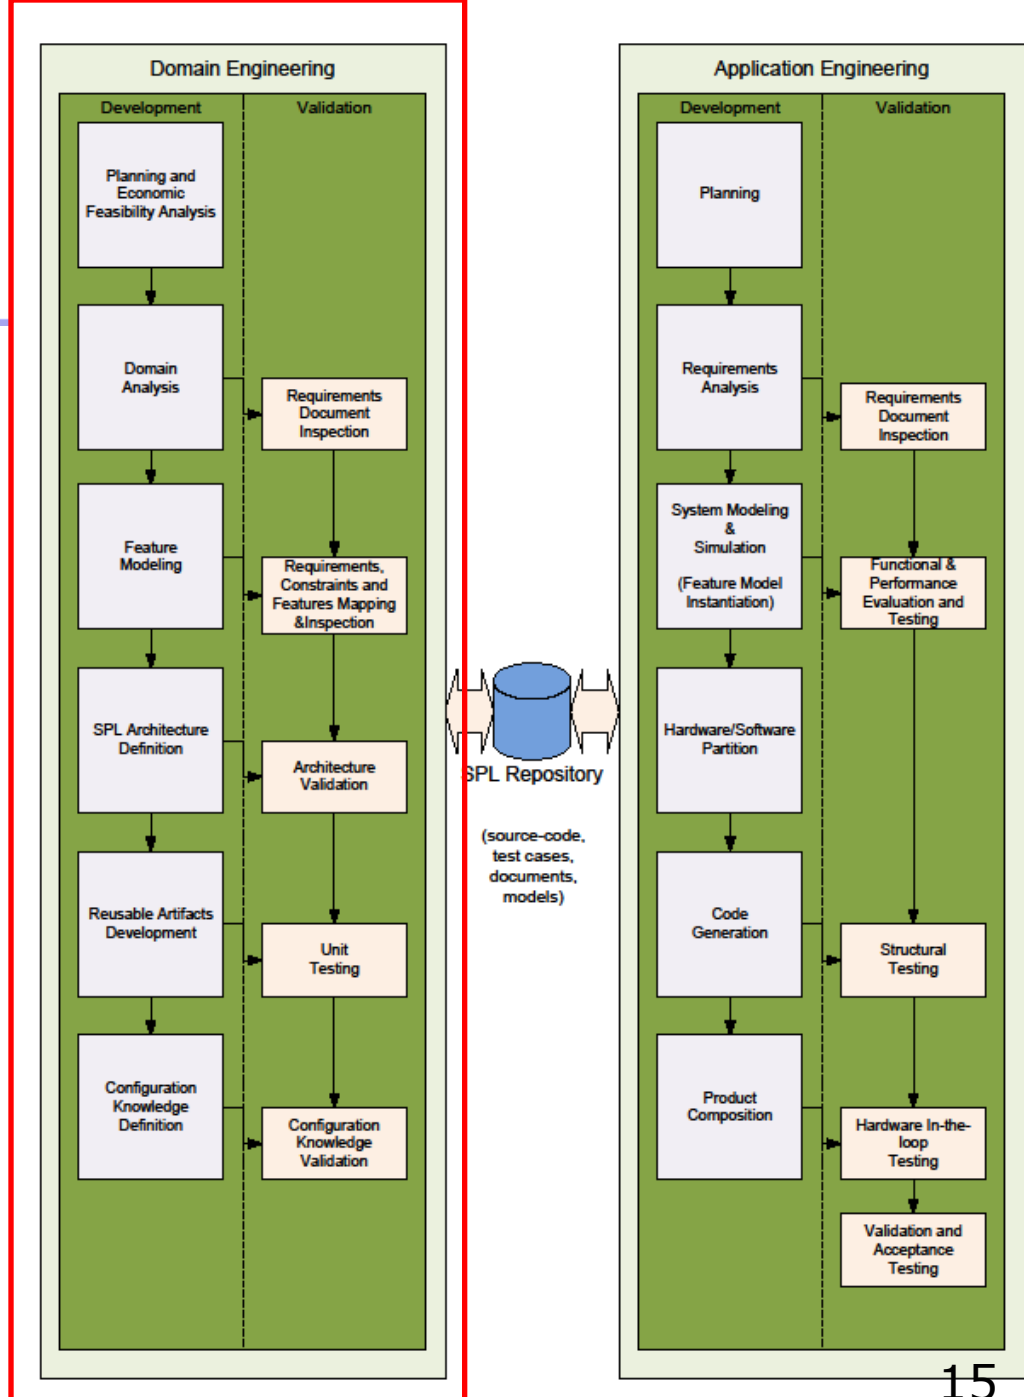 Domain Engineering
Development
Validation
Planning and
Economic
Feasibility Analysis
Domain
Analysis
Requirements
Document
Inspection
Feature
Modeling
Requirements,
Constraints and
Features Mapping
&Inspection
SPL Architecture
Definition
Architecture
Validation
Reusable Artifacts
Development
Unit
Testing
Configuration
Knowledge
Definition
Configuration
Knowledge
Validation
SPL Repository
(source-code,
test cases,
documents,
models)
Application Engineering
Development
Validation
Planning
Requirements
Analysis
Requirements
Document
Inspection
System Modeling
&
Simulation
(Feature Model
Instantiation)
Functional &
Performance
Evaluation and
Testing
Hardware/Software
Partition
Code
Generation
Structural
Testing
Product
Composition
Hardware In-the-
loop
Testing
Validation and
Acceptance
Testing
15